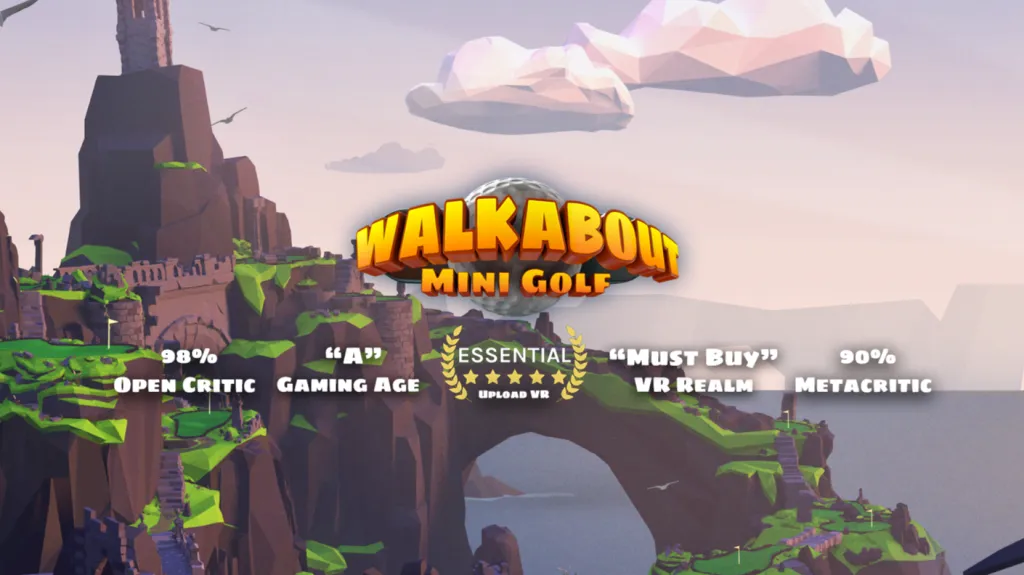 WALKABOUT
MINI GOLF
98%
OPEN CRITIC
“A”
GAMING AGE
ESSENTIAL
UPLOAD VR
“MUST BUY”
VR REALM
90%
METACRITIC